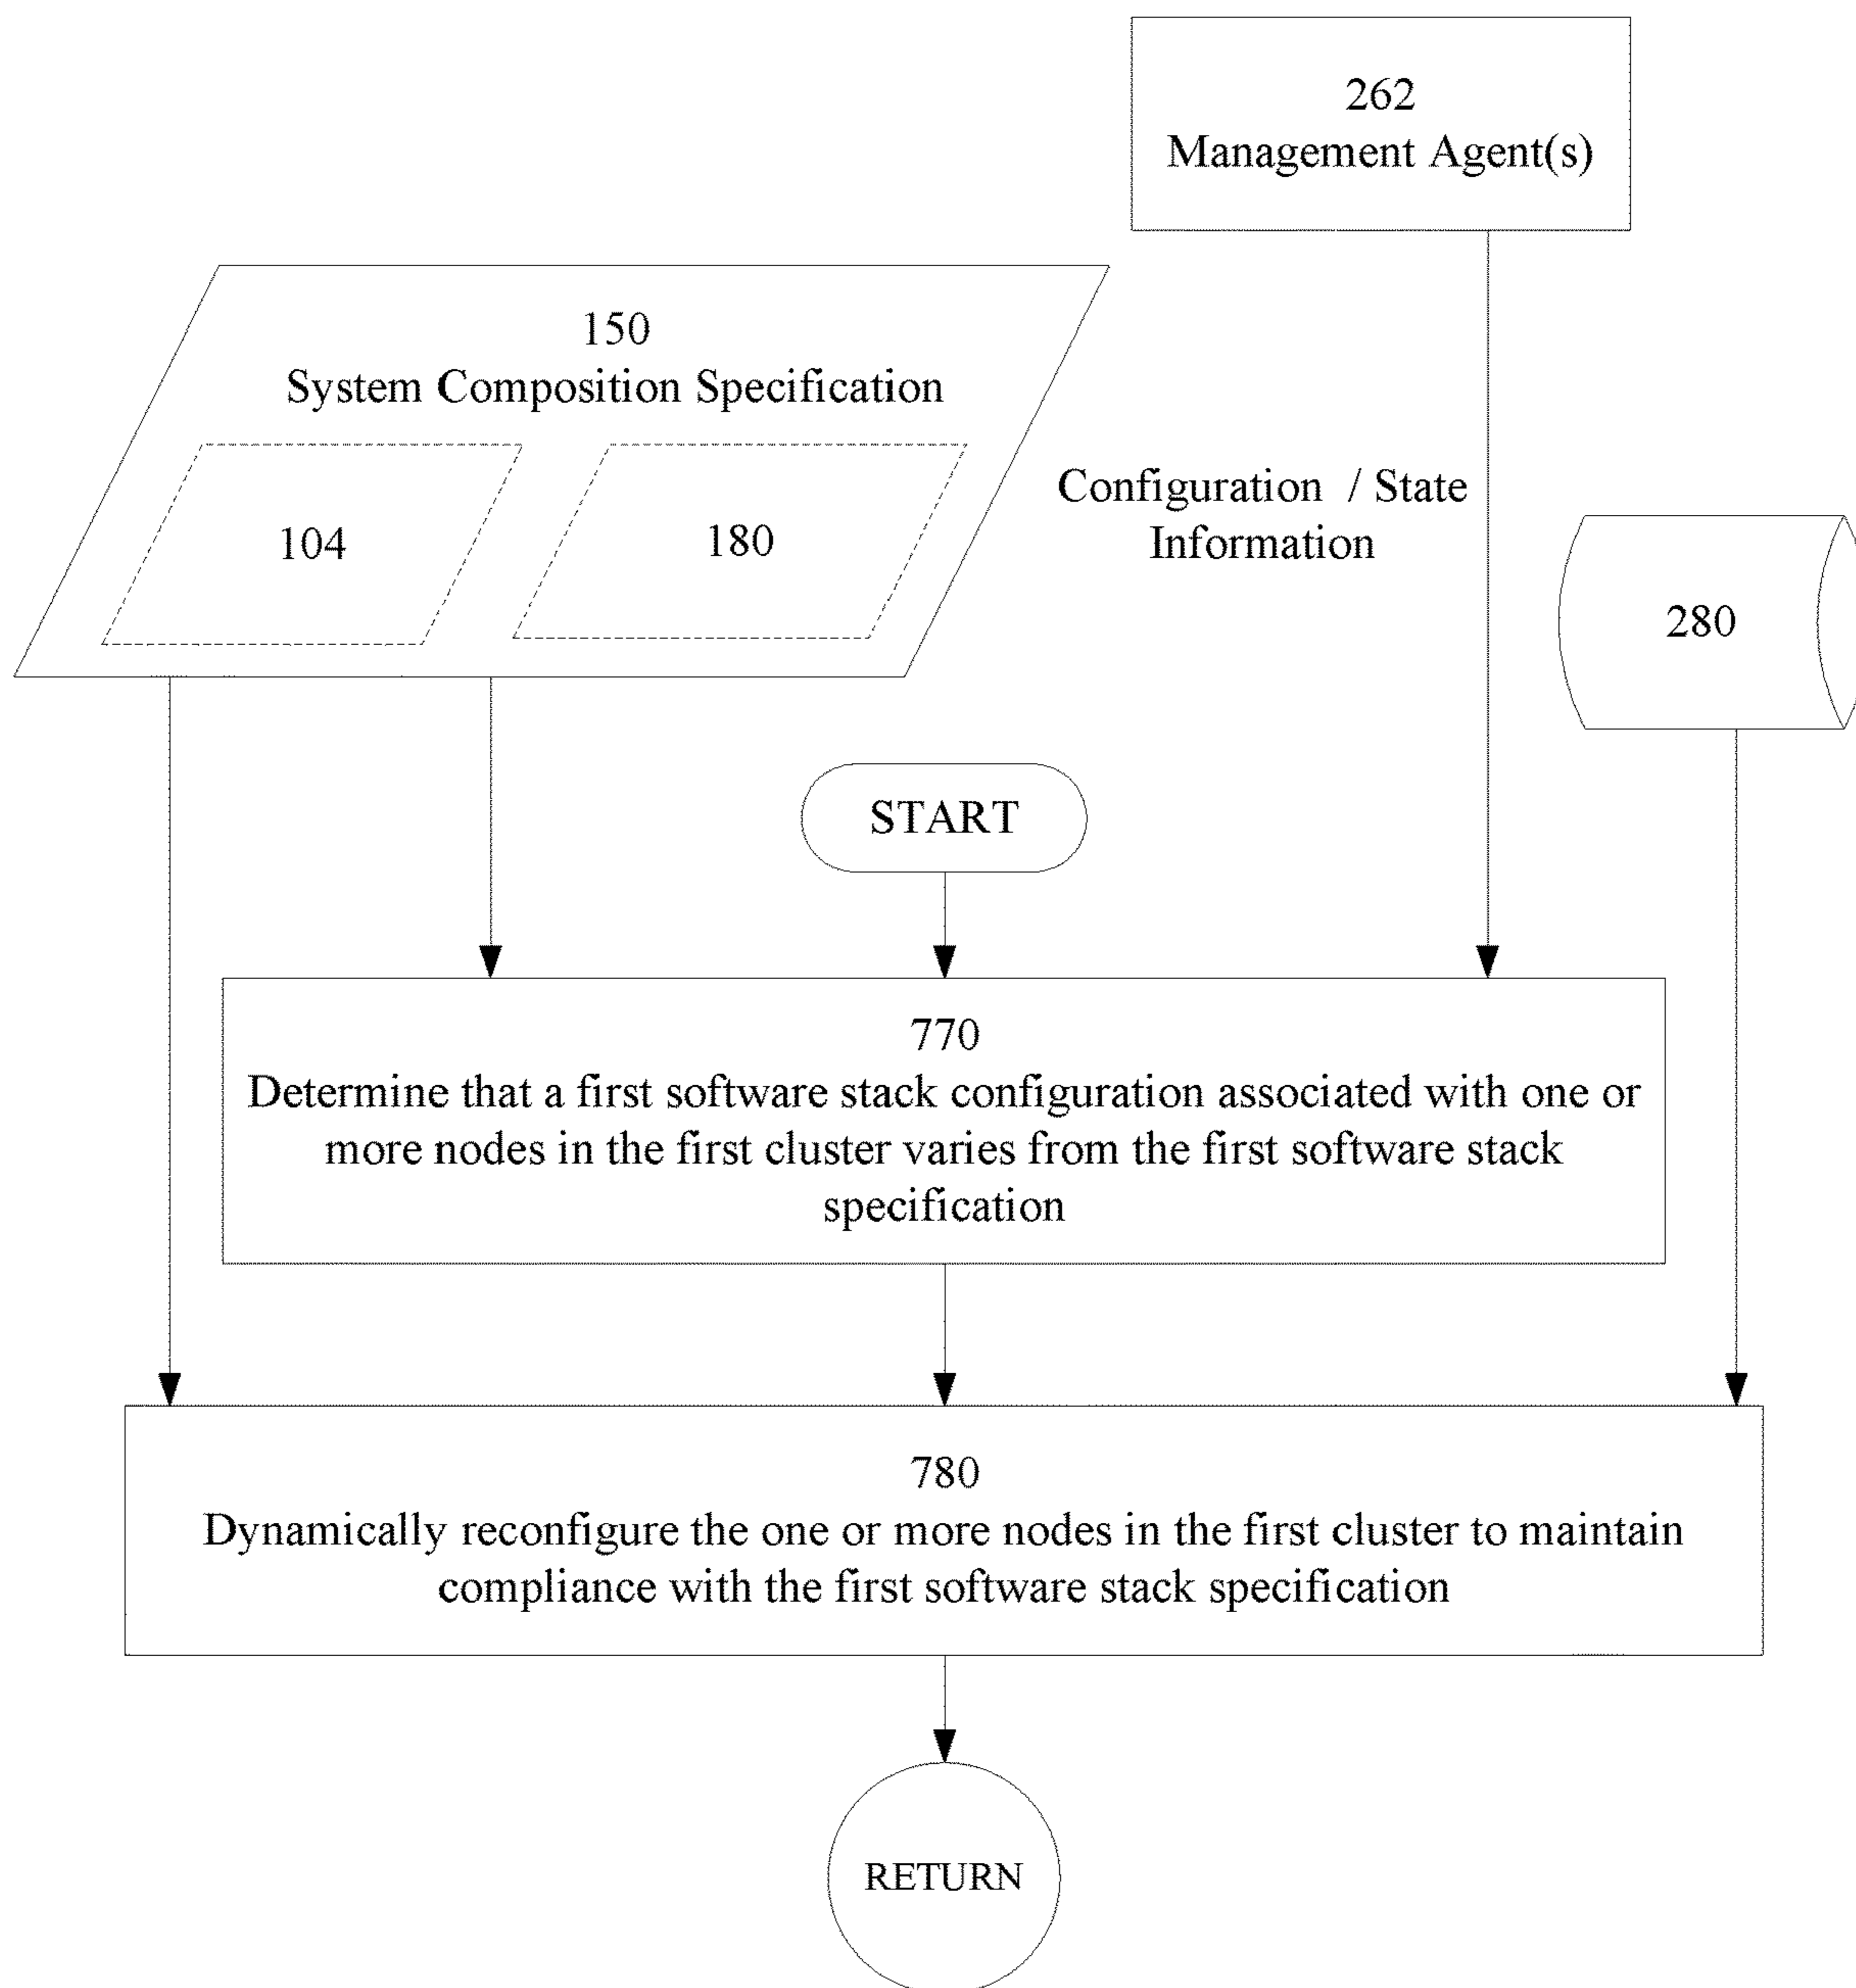 262
Management Agent(s)
150
System Composition Specification
104
180
Configuration / State
Information
280
START
770
Determine that a first software stack configuration associated with one or
more nodes in the first cluster varies from the first software stack
specification
780
Dynamically reconfigure the one or more nodes in the first cluster to maintain
compliance with the first software stack specification
RETURN